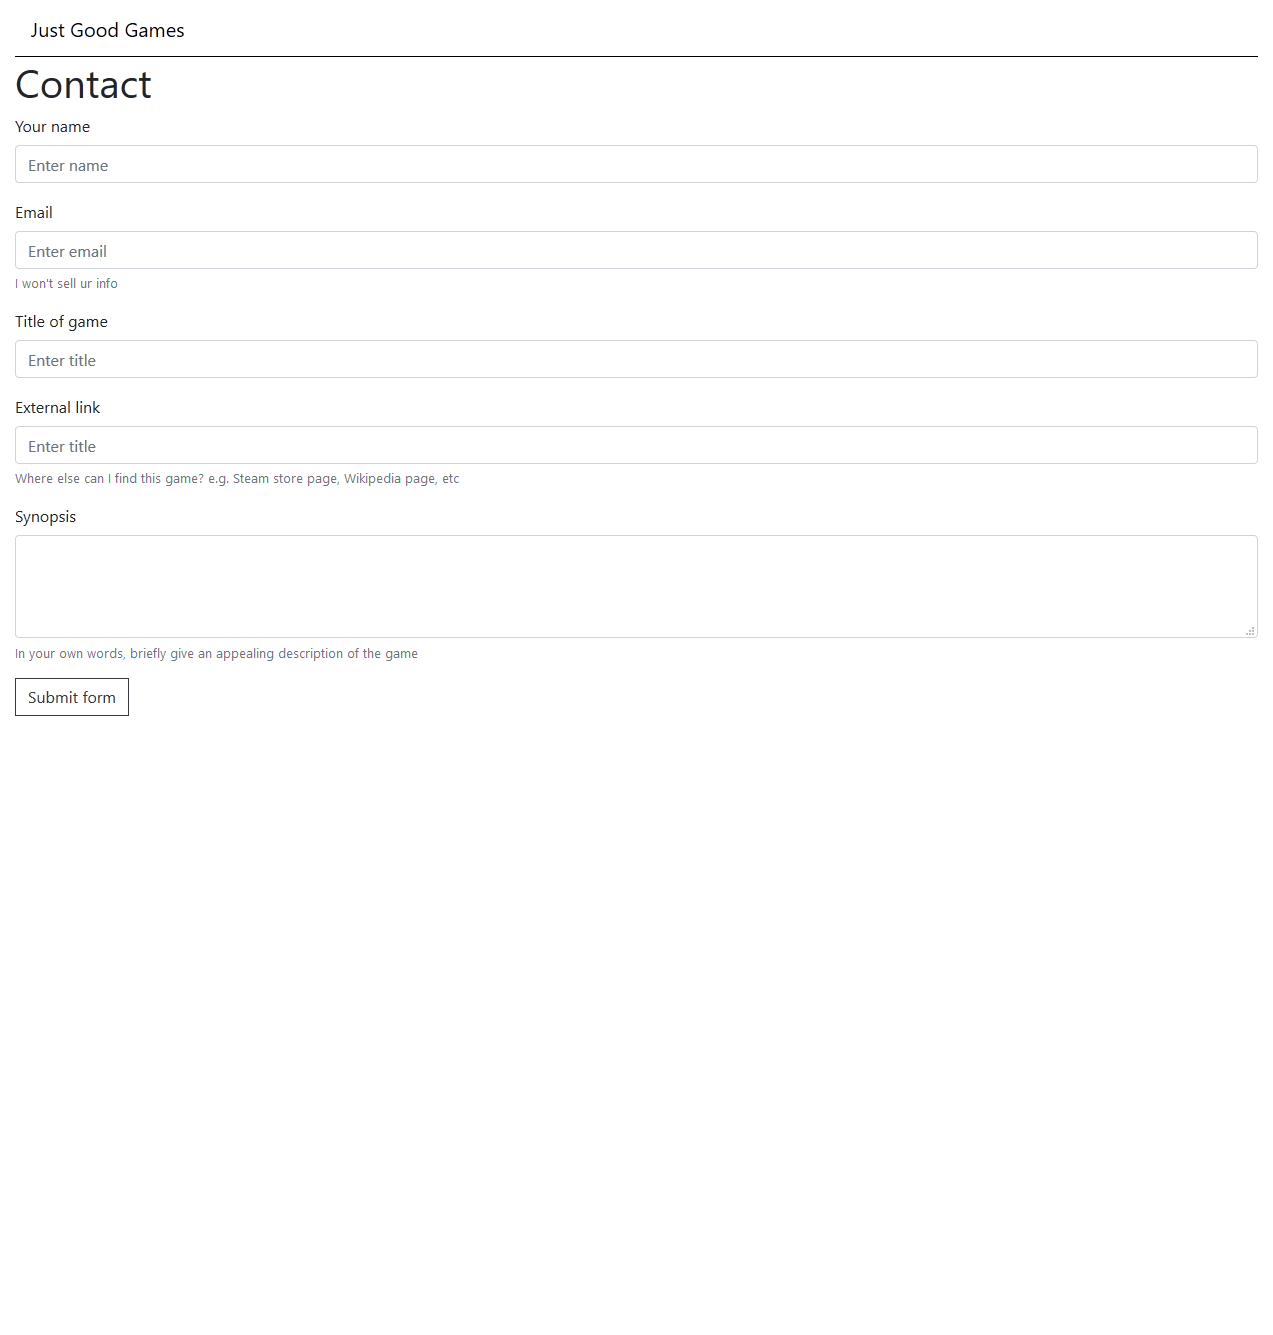 Just Good Games
Contact
Your name
Enter name
Email
Enter email
I won't sell ur info
Title of game
Enter title
External link
Enter title
Where else can I find this game? e.g. Steam store page, Wikipedia page, etc
Synopsis
In your own words, briefly give an appealing description of the game
Submit form